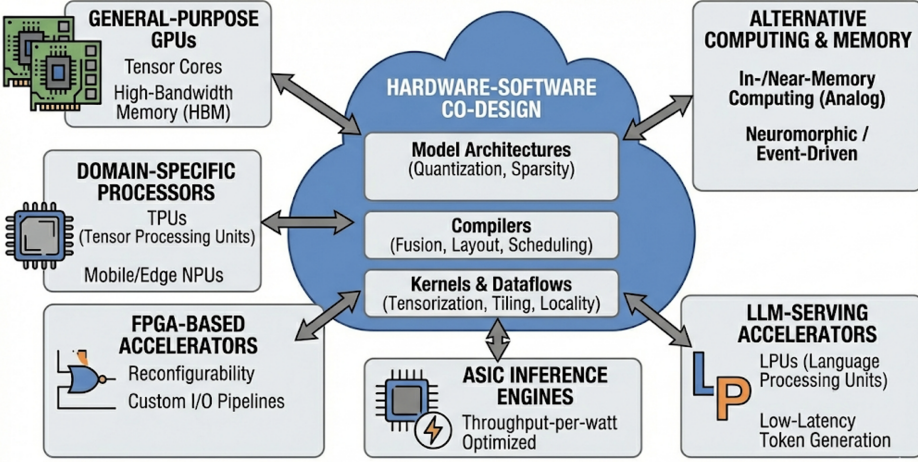 GENERAL-PURPOSE
GPUs
Tensor Cores
High-Bandwidth
Memory (HBM)
DOMAIN-SPECIFIC
PROCESSORS
TPUs
(Tensor Processing Units)
Mobile/Edge NPUs
FPGA-BASED
ACCELERATORS
Reconfigurability
Custom I/O Pipelines
HARDWARE-SOFTWARE
CO-DESIGN
Model Architectures
(Quantization, Sparsity)
Compilers
(Fusion, Layout, Scheduling)
Kernels & Dataflows
(Tensorization, Tiling, Locality)
ASIC INFERENCE
ENGINES
Throughput-per-watt
Optimized
ALTERNATIVE
COMPUTING & MEMORY
In-/Near-Memory
Computing (Analog)
Neuromorphic /
Event-Driven
LLM-SERVING
ACCELERATORS
LP
LPUs (Language
Processing Units)
Low-Latency
Token Generation